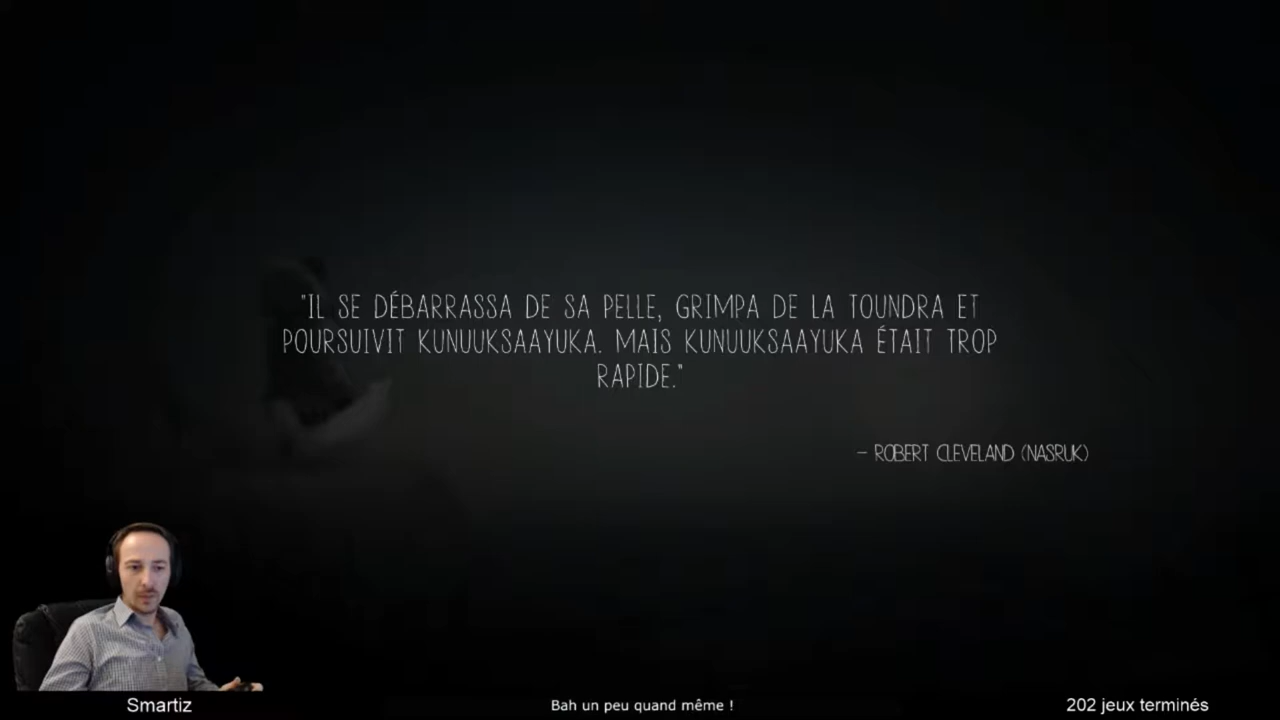 "IL SE DÉBARRASSA DE SA PELLE, GRIMPA DE LA TOUNDRA ET
POURSUIVIT KUNUUKSAAYUKA. MAIS KUNUUKSAAYUKA ÉTAIT TROP
RAPIDE."
– ROBERT CLEVELAND (NASRUK)
Smartiz
Bah un peu quand même !
202 jeux terminés